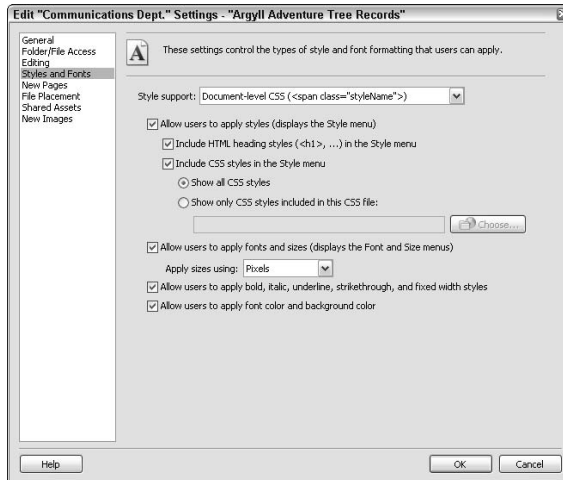 Edit "Communications Dept." Settings - "Argyll Adventure Tree Records"
General
Folder/File Access
Editing
Styles and Fonts
New Pages
File Placement
Shared Assets
New Images
A
These settings control the types of style and font formatting that users can apply.
Style support: Document-level CSS (<span class="styleName">)
Allow users to apply styles (displays the Style menu)
Include HTML heading styles (<h1>, ...) in the Style menu
Include CSS styles in the Style menu
Show all CSS styles
Show only CSS styles included in this CSS file:
Choose...
Allow users to apply fonts and sizes (displays the Font and Size menus)
Apply sizes using: Pixels
Allow users to apply bold, italic, underline, strikethrough, and fixed width styles
Allow users to apply font color and background color
Help
OK
Cancel